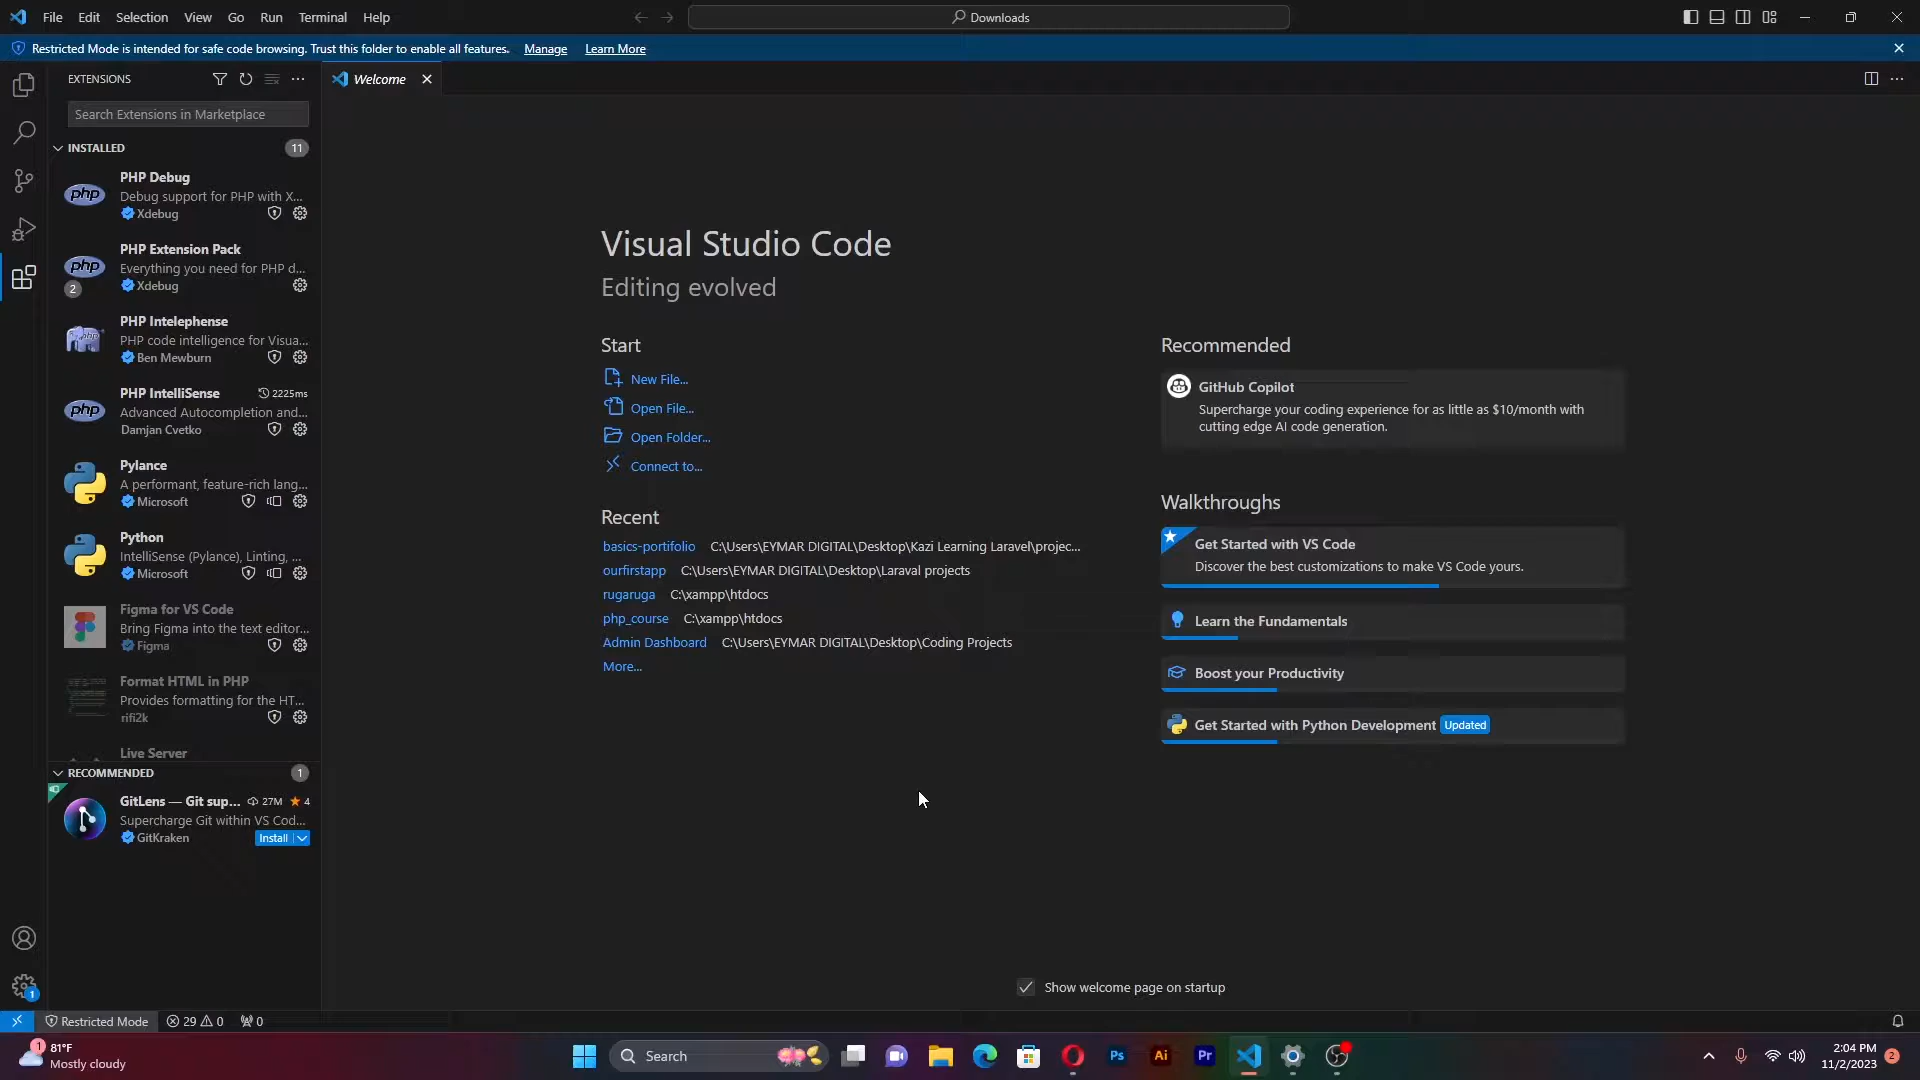 File Edit Selection View Go Run Terminal Help
Downloads
Restricted Mode is intended for safe code browsing. Trust this folder to enable all features. Manage Learn More
EXTENSIONS
Welcome
Search Extensions in Marketplace
INSTALLED 11
PHP Debug
Debug support for PHP with X...
Xdebug
PHP Extension Pack
Everything you need for PHP d...
Xdebug
2
PHP Intelephense
PHP code intelligence for Visua...
Ben Mewburn
PHP IntelliSense 2225ms
Advanced Autocompletion and...
Damjan Cvetko
Pylance
A performant, feature-rich lang...
Microsoft
Python
IntelliSense (Pylance), Linting, ...
Microsoft
Figma for VS Code
Bring Figma into the text editor...
Figma
Format HTML in PHP
Provides formatting for the HT...
rifi2k
Live Server
RECOMMENDED 1
GitLens — Git sup... 27M 4
Supercharge Git within VS Cod...
GitKraken Install
php
php
php
php
Visual Studio Code
Editing evolved
Start
New File...
Open File...
Open Folder...
Connect to...
Recent
basics-portifolio C:\Users\EYMAR DIGITAL\Desktop\Kazi Learning Laravel\projec...
ourfirstapp C:\Users\EYMAR DIGITAL\Desktop\Laraval projects
rugaruga C:\xampp\htdocs
php_course C:\xampp\htdocs
Admin Dashboard C:\Users\EYMAR DIGITAL\Desktop\Coding Projects
More...
Recommended
GitHub Copilot
Supercharge your coding experience for as little as $10/month with
cutting edge AI code generation.
Walkthroughs
Get Started with VS Code
Discover the best customizations to make VS Code yours.
Learn the Fundamentals
Boost your Productivity
Get Started with Python Development Updated
Show welcome page on startup
1
Restricted Mode 29 0 0
1
81°F
Mostly cloudy
Search
Ps Ai Pr
2:04 PM
11/2/2023
2